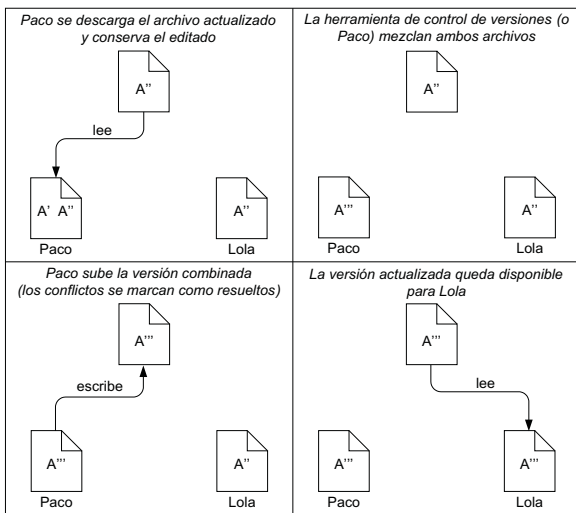 Paco se descarga el archivo actualizado
y conserva el editado
A''
lee
A' A''
A''
Paco
Lola
La herramienta de control de versiones (o
Paco) mezclan ambos archivos
A''
A'''
A''
Paco
Lola
Paco sube la versión combinada
(los conflictos se marcan como resueltos)
A'''
escribe
A'''
A''
Paco
Lola
La versión actualizada queda disponible
para Lola
A'''
lee
A'''
A'''
Paco
Lola